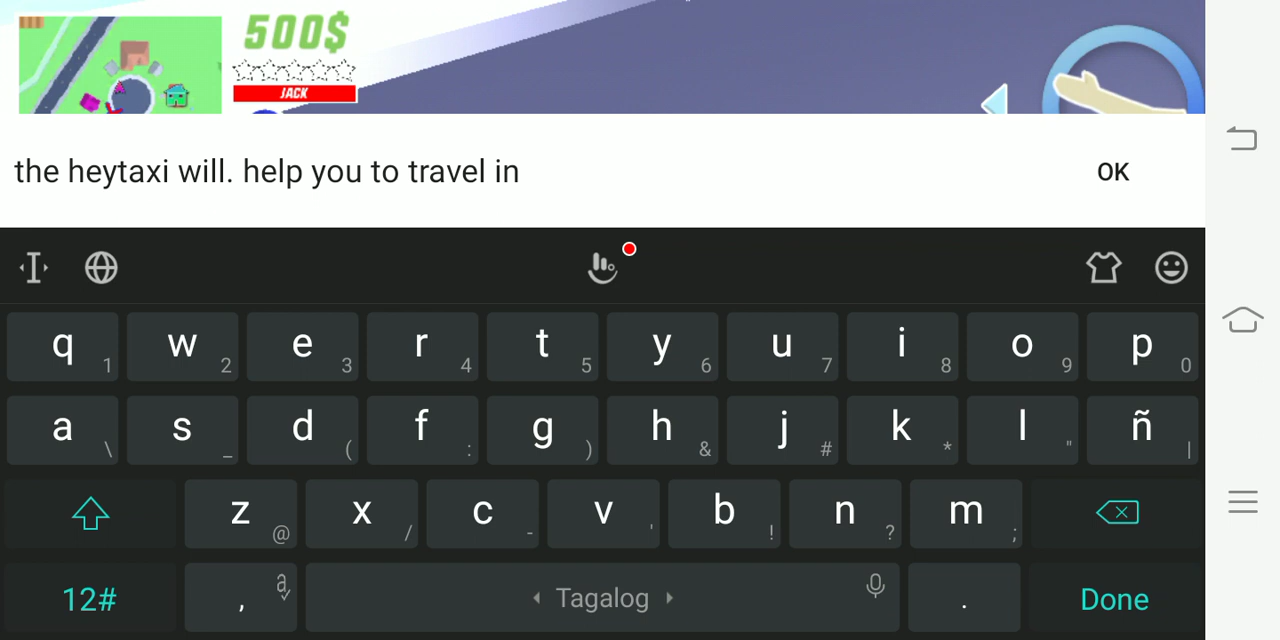 500$
JACK
the heytaxi will. help you to travel in
OK
q 1 w 2 e 3 r 4 t 5 y 6 u 7 i 8 o 9 p 0
a \ s _ d ( f : g ) h & j # k * l " ñ |
z @ x / c - v ' b ! n ? m ;
12# , a Tagalog . Done